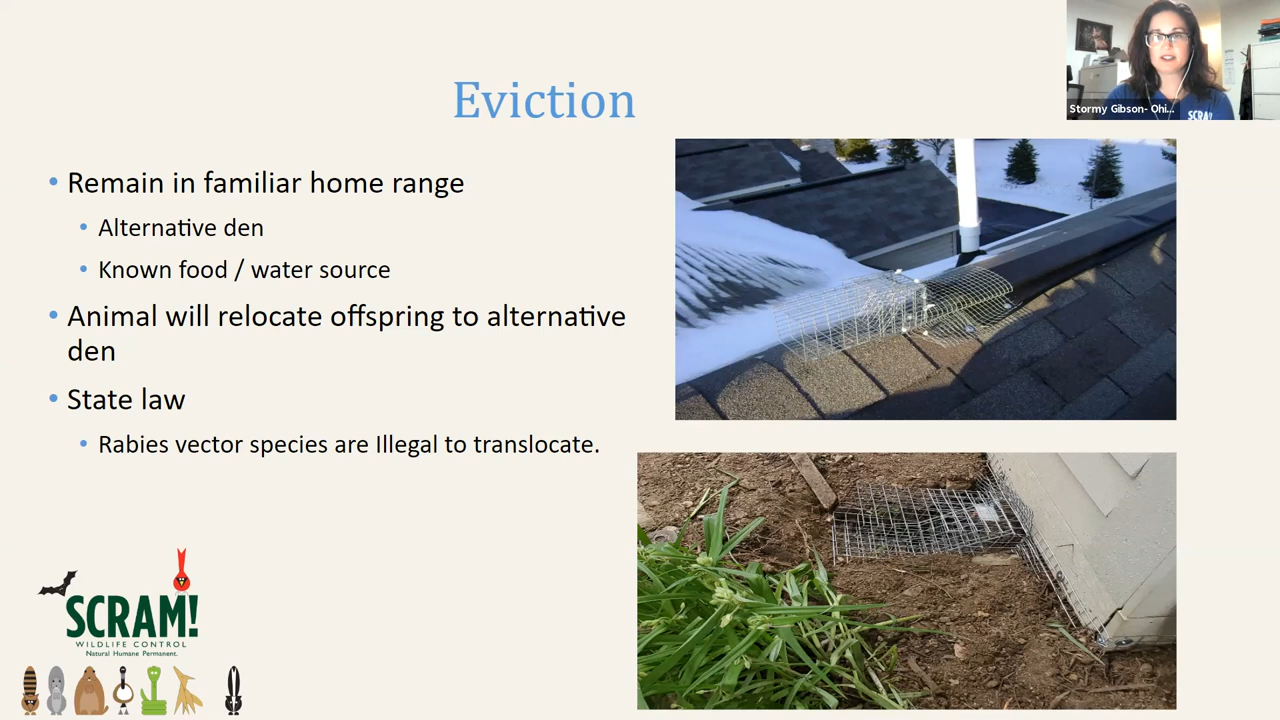 Eviction
Stormy Gibson- Ohi...
SCRA
• Remain in familiar home range
• Alternative den
• Known food / water source
• Animal will relocate offspring to alternative
den
• State law
• Rabies vector species are Illegal to translocate.
SCRAM!
WILDLIFE CONTROL
Natural Humane Permanent.